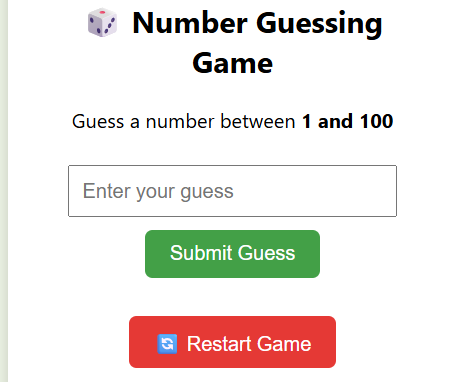 🎲 Number Guessing
Game
Guess a number between 1 and 100
Enter your guess
Submit Guess
🔄 Restart Game